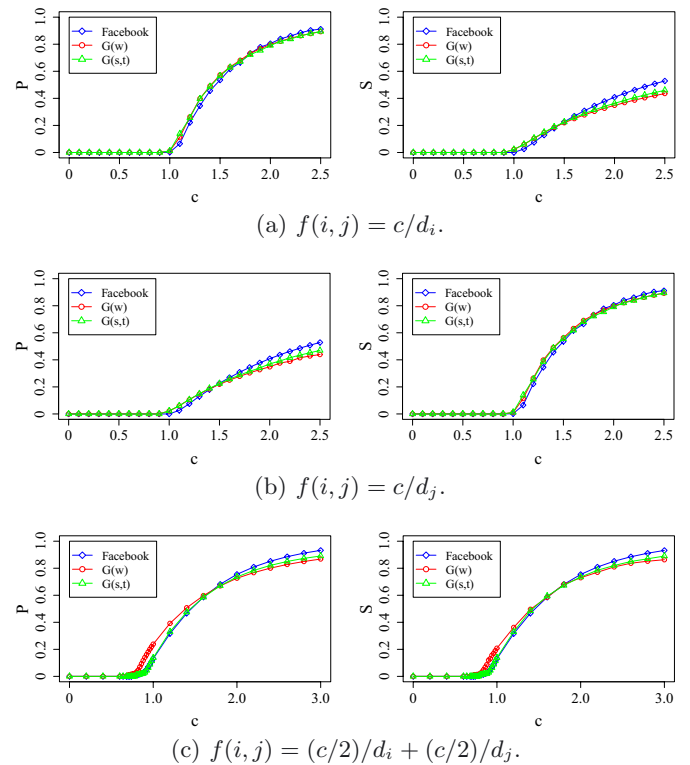 Facebook
G(w)
G(s,t)
P
0 0.2 0.4 0.6 0.8 1.0
0 0.5 1.0 1.5 2.0 2.5
c
Facebook
G(w)
G(s,t)
S
0 0.2 0.4 0.6 0.8 1.0
0 0.5 1.0 1.5 2.0 2.5
c
(a) f(i, j) = c/d_i.
Facebook
G(w)
G(s,t)
P
0 0.2 0.4 0.6 0.8 1.0
0 0.5 1.0 1.5 2.0 2.5
c
Facebook
G(w)
G(s,t)
S
0 0.2 0.4 0.6 0.8 1.0
0 0.5 1.0 1.5 2.0 2.5
c
(b) f(i, j) = c/d_j.
Facebook
G(w)
G(s,t)
P
0 0.2 0.4 0.6 0.8 1.0
0 1.0 2.0 3.0
c
Facebook
G(w)
G(s,t)
S
0 0.2 0.4 0.6 0.8 1.0
0 1.0 2.0 3.0
c
(c) f(i, j) = (c/2)/d_i + (c/2)/d_j.